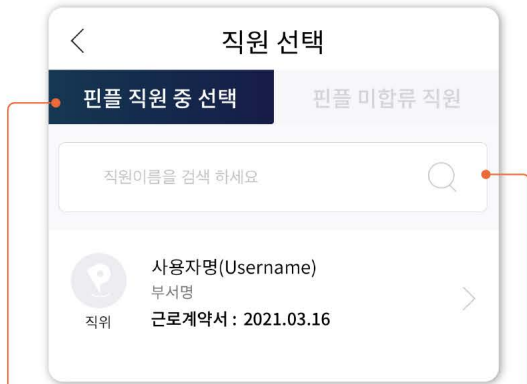 직원 선택
핀플 직원 중 선택
핀플 미합류 직원
직원이름을 검색 하세요
사용자명(Username)
부서명
직위
근로계약서 : 2021.03.16